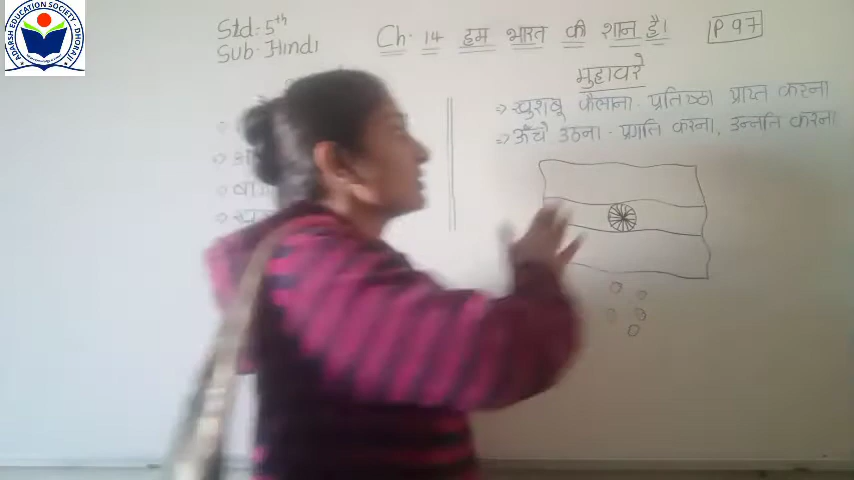 ADARSH EDUCATION SOCIETY - DHORAJI
Std: 5th
Sub: Hindi
Ch. 14 हम भारत की शान है।
P 97
मुहावरे
→ खुशबू फैलाना - प्रतिष्ठा प्राप्त करना
→ ऊँचे उठना - प्रगति करना, उन्नति करना